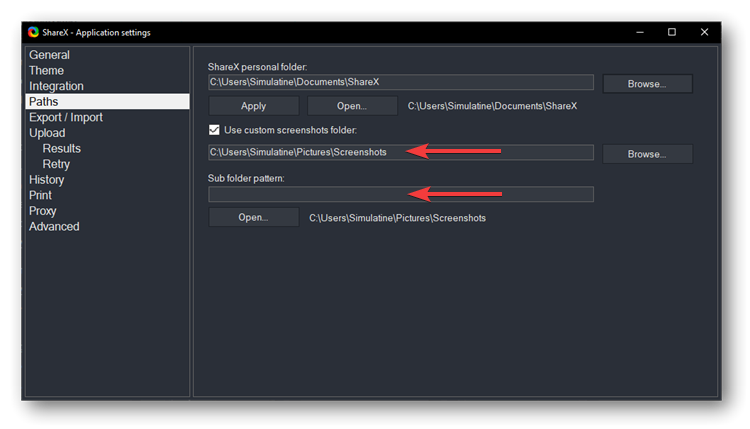 ShareX - Application settings
General
Theme
Integration
Paths
Export / Import
Upload
Results
Retry
History
Print
Proxy
Advanced
ShareX personal folder:
C:\Users\Simulatine\Documents\ShareX
Browse...
Apply
Open...
C:\Users\Simulatine\Documents\ShareX
Use custom screenshots folder:
C:\Users\Simulatine\Pictures\Screenshots
Browse...
Sub folder pattern:
Open...
C:\Users\Simulatine\Pictures\Screenshots